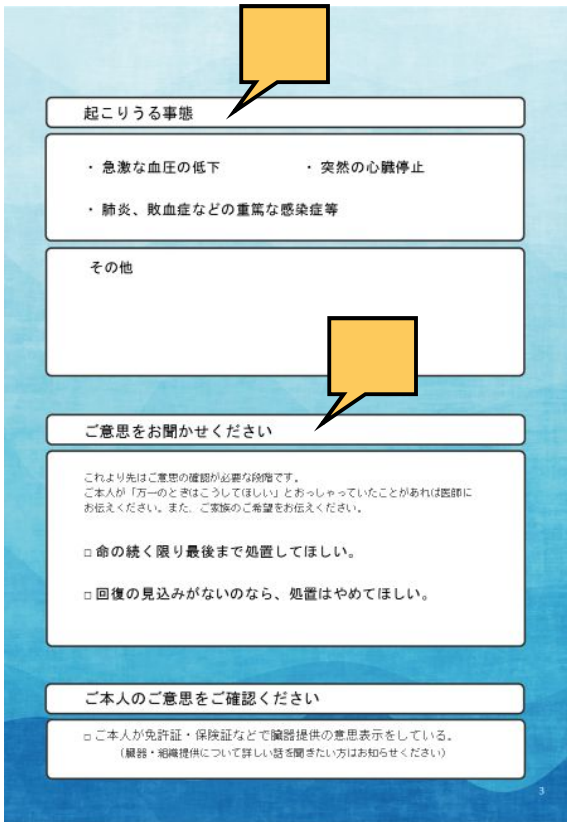 起こりうる事態
・ 急激な血圧の低下 ・ 突然の心臓停止
・ 肺炎、敗血症などの重篤な感染症等
その他
ご意思をお聞かせください
これより先はご意思の確認が必要な段階です。
ご本人が「万一のときはこうしてほしい」とおっしゃっていたことがあれば医師に
お伝えください。また、ご家族のご希望をお伝えください。
□ 命の続く限り最後まで処置してほしい。
□ 回復の見込みがないのなら、処置はやめてほしい。
ご本人のご意思をご確認ください
□ ご本人が免許証・保険証などで臓器提供の意思表示をしている。
（臓器・組織提供について詳しい話を聞きたい方はお知らせください）
3